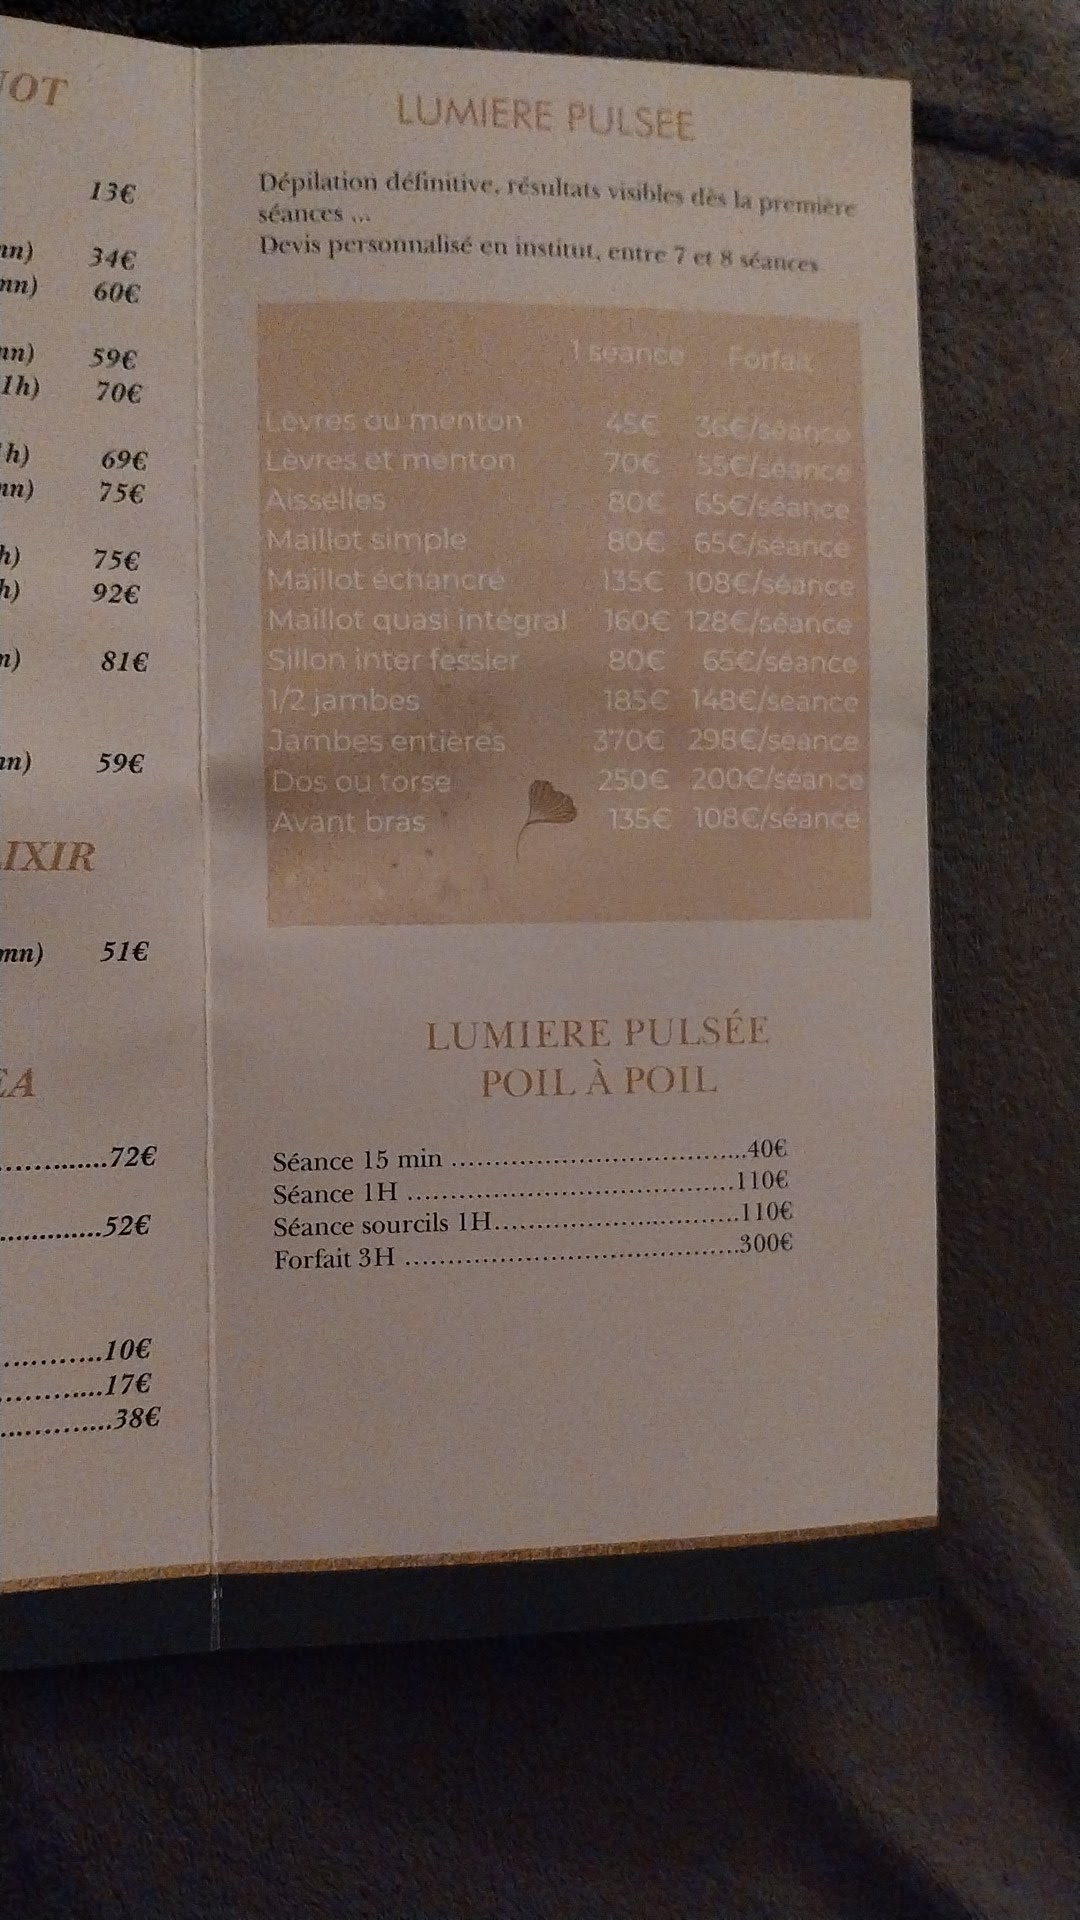 13€
34€
60€
59€
1h) 70€
h) 69€
75€
h) 75€
h) 92€
81€
59€
IXIR
mn) 51€
EA
............72€
.............52€
............10€
............17€
.............38€
LUMIERE PULSEE
Dépilation définitive, résultats visibles dès la première
séances ...
Devis personnalisé en institut, entre 7 et 8 séances
1 seance Forfait
Lèvres ou menton 45€ 36€/séance
Lèvres et menton 70€ 55€/séance
Aisselles 80€ 65€/séance
Maillot simple 80€ 65€/séance
Maillot échancré 135€ 108€/séance
Maillot quasi intégral 160€ 128€/séance
Sillon inter fessier 80€ 65€/séance
1/2 jambes 185€ 148€/séance
Jambes entières 370€ 298€/séance
Dos ou torse 250€ 200€/séance
Avant bras 135€ 108€/séance
LUMIERE PULSÉE
POIL À POIL
Séance 15 min ........................................40€
Séance 1H ............................................110€
Séance sourcils 1H.................................110€
Forfait 3H ............................................300€